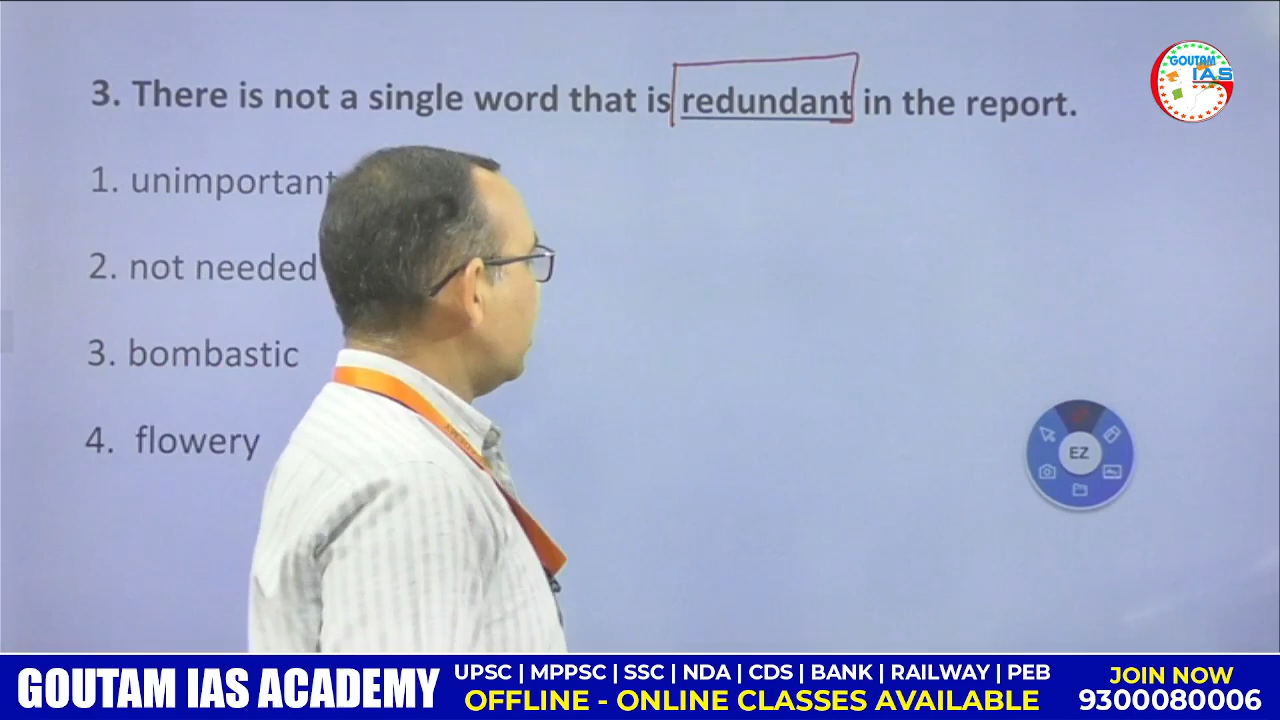 GOUTAM
IAS
3. There is not a single word that is redundant in the report.
1. unimportant
2. not needed
3. bombastic
4. flowery
EZ
GOUTAM IAS ACADEMY
UPSC | MPPSC | SSC | NDA | CDS | BANK | RAILWAY | PEB
OFFLINE - ONLINE CLASSES AVAILABLE
JOIN NOW
9300080006